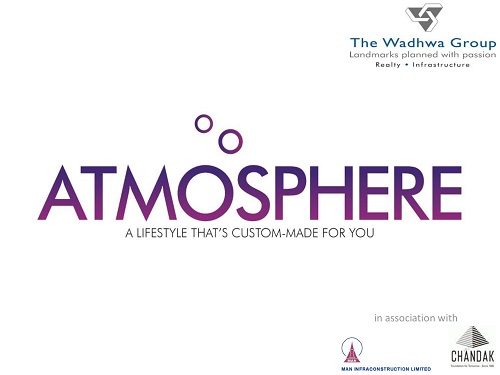 The Wadhwa Group
Landmarks planned with passion
Realty • Infrastructure
ATMOSPHERE
A LIFESTYLE THAT'S CUSTOM-MADE FOR YOU
in association with
MAN INFRACONSTRUCTION LIMITED
CHANDAK